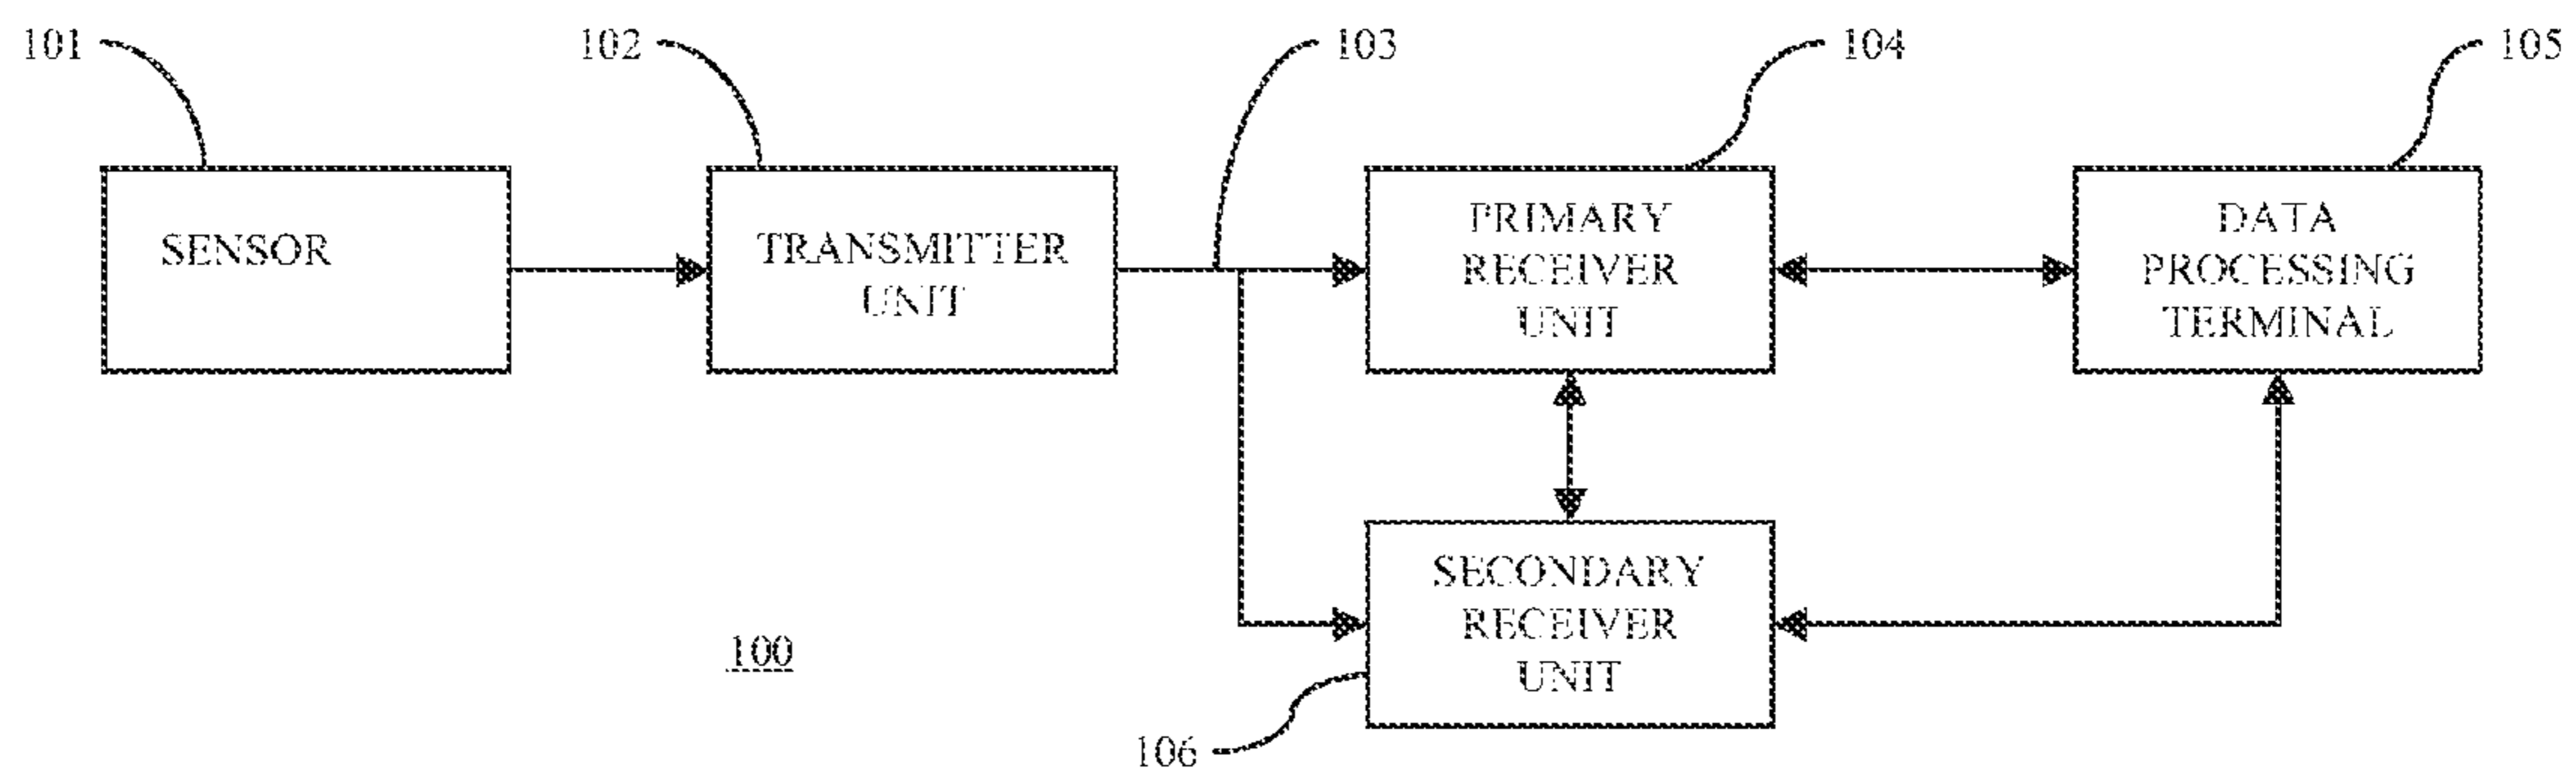 101
102
103
104
105
SENSOR
TRANSMITTER
UNIT
PRIMARY
RECEIVER
UNIT
DATA
PROCESSING
TERMINAL
SECONDARY
RECEIVER
UNIT
100
106